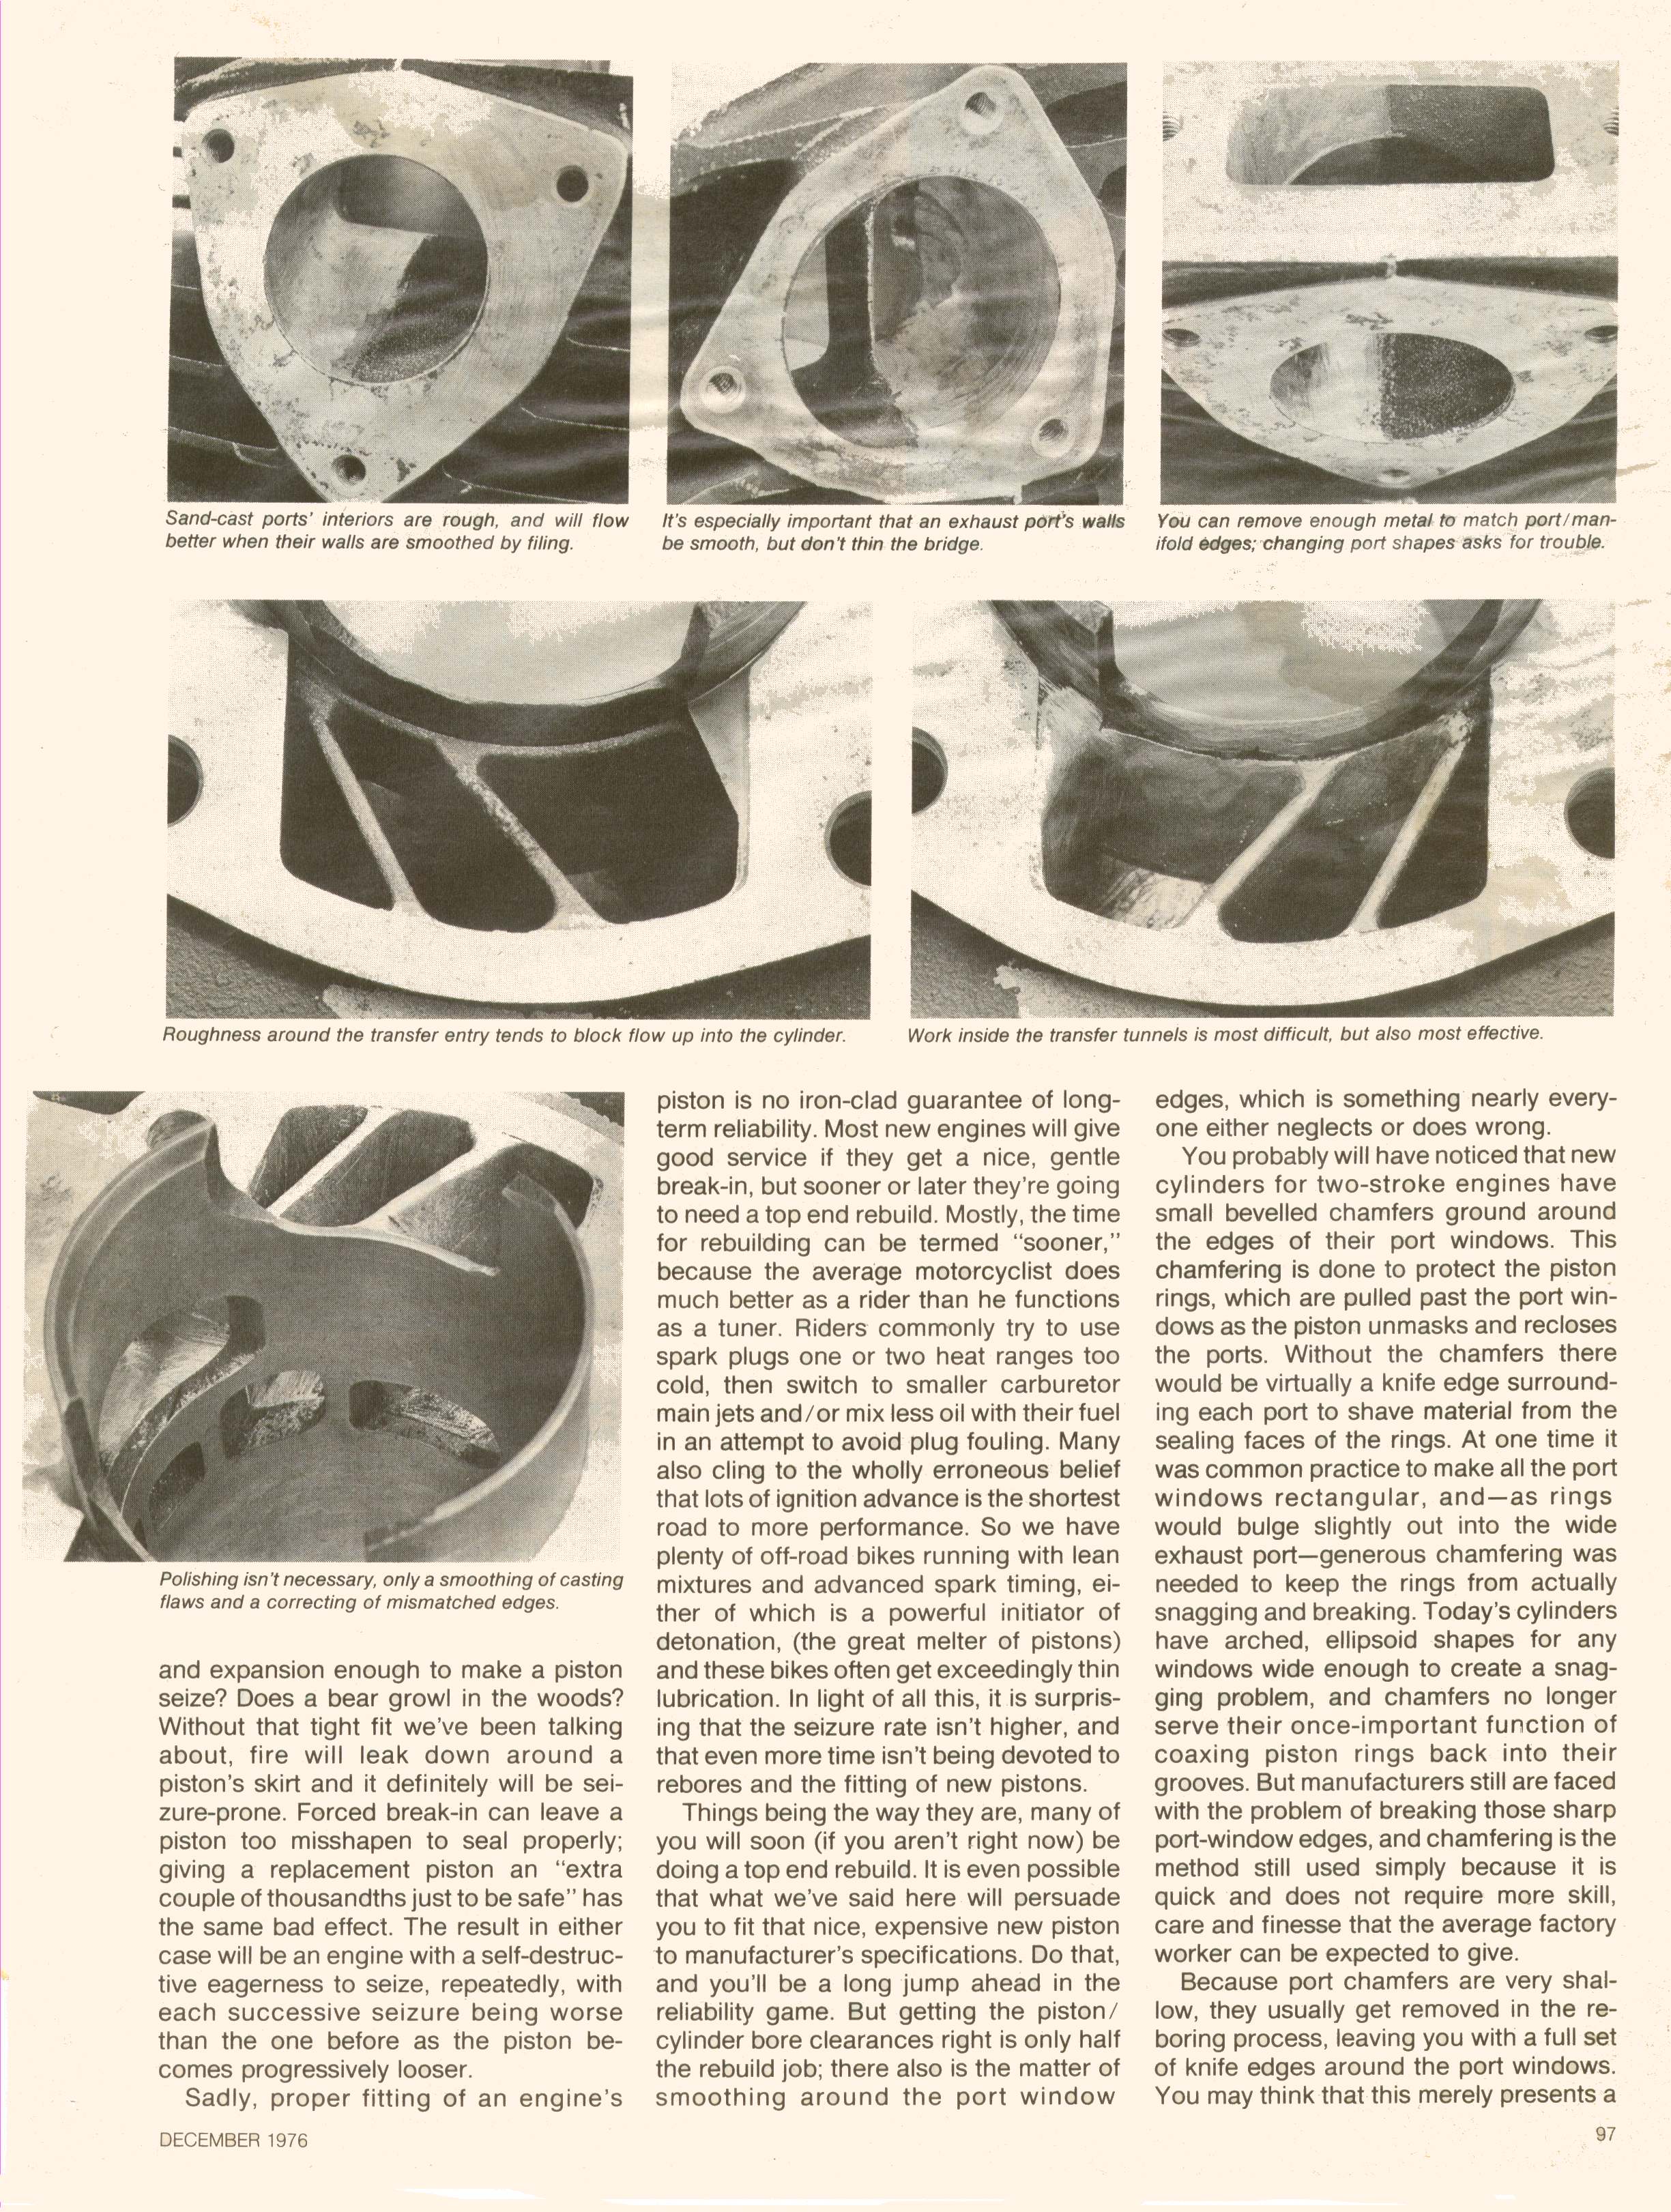 Sand-cast ports' interiors are rough, and will flow
better when their walls are smoothed by filing.
It's especially important that an exhaust port's walls
be smooth, but don't thin the bridge.
You can remove enough metal to match port/man-
ifold edges; changing port shapes asks for trouble.
Roughness around the transfer entry tends to block flow up into the cylinder.
Work inside the transfer tunnels is most difficult, but also most effective.
Polishing isn't necessary, only a smoothing of casting
flaws and a correcting of mismatched edges.
and expansion enough to make a piston
seize? Does a bear growl in the woods?
Without that tight fit we've been talking
about, fire will leak down around a
piston's skirt and it definitely will be sei-
zure-prone. Forced break-in can leave a
piston too misshapen to seal properly;
giving a replacement piston an "extra
couple of thousandths just to be safe" has
the same bad effect. The result in either
case will be an engine with a self-destruc-
tive eagerness to seize, repeatedly, with
each successive seizure being worse
than the one before as the piston be-
comes progressively looser.
Sadly, proper fitting of an engine's
piston is no iron-clad guarantee of long-
term reliability. Most new engines will give
good service if they get a nice, gentle
break-in, but sooner or later they're going
to need a top end rebuild. Mostly, the time
for rebuilding can be termed "sooner,"
because the average motorcyclist does
much better as a rider than he functions
as a tuner. Riders commonly try to use
spark plugs one or two heat ranges too
cold, then switch to smaller carburetor
main jets and/or mix less oil with their fuel
in an attempt to avoid plug fouling. Many
also cling to the wholly erroneous belief
that lots of ignition advance is the shortest
road to more performance. So we have
plenty of off-road bikes running with lean
mixtures and advanced spark timing, ei-
ther of which is a powerful initiator of
detonation, (the great melter of pistons)
and these bikes often get exceedingly thin
lubrication. In light of all this, it is surpris-
ing that the seizure rate isn't higher, and
that even more time isn't being devoted to
rebores and the fitting of new pistons.
Things being the way they are, many of
you will soon (if you aren't right now) be
doing a top end rebuild. It is even possible
that what we've said here will persuade
you to fit that nice, expensive new piston
to manufacturer's specifications. Do that,
and you'll be a long jump ahead in the
reliability game. But getting the piston/
cylinder bore clearances right is only half
the rebuild job; there also is the matter of
smoothing around the port window
edges, which is something nearly every-
one either neglects or does wrong.
You probably will have noticed that new
cylinders for two-stroke engines have
small bevelled chamfers ground around
the edges of their port windows. This
chamfering is done to protect the piston
rings, which are pulled past the port win-
dows as the piston unmasks and recloses
the ports. Without the chamfers there
would be virtually a knife edge surround-
ing each port to shave material from the
sealing faces of the rings. At one time it
was common practice to make all the port
windows rectangular, and—as rings
would bulge slightly out into the wide
exhaust port—generous chamfering was
needed to keep the rings from actually
snagging and breaking. Today's cylinders
have arched, ellipsoid shapes for any
windows wide enough to create a snag-
ging problem, and chamfers no longer
serve their once-important function of
coaxing piston rings back into their
grooves. But manufacturers still are faced
with the problem of breaking those sharp
port-window edges, and chamfering is the
method still used simply because it is
quick and does not require more skill,
care and finesse that the average factory
worker can be expected to give.
Because port chamfers are very shal-
low, they usually get removed in the re-
boring process, leaving you with a full set
of knife edges around the port windows.
You may think that this merely presents a
DECEMBER 1976
97